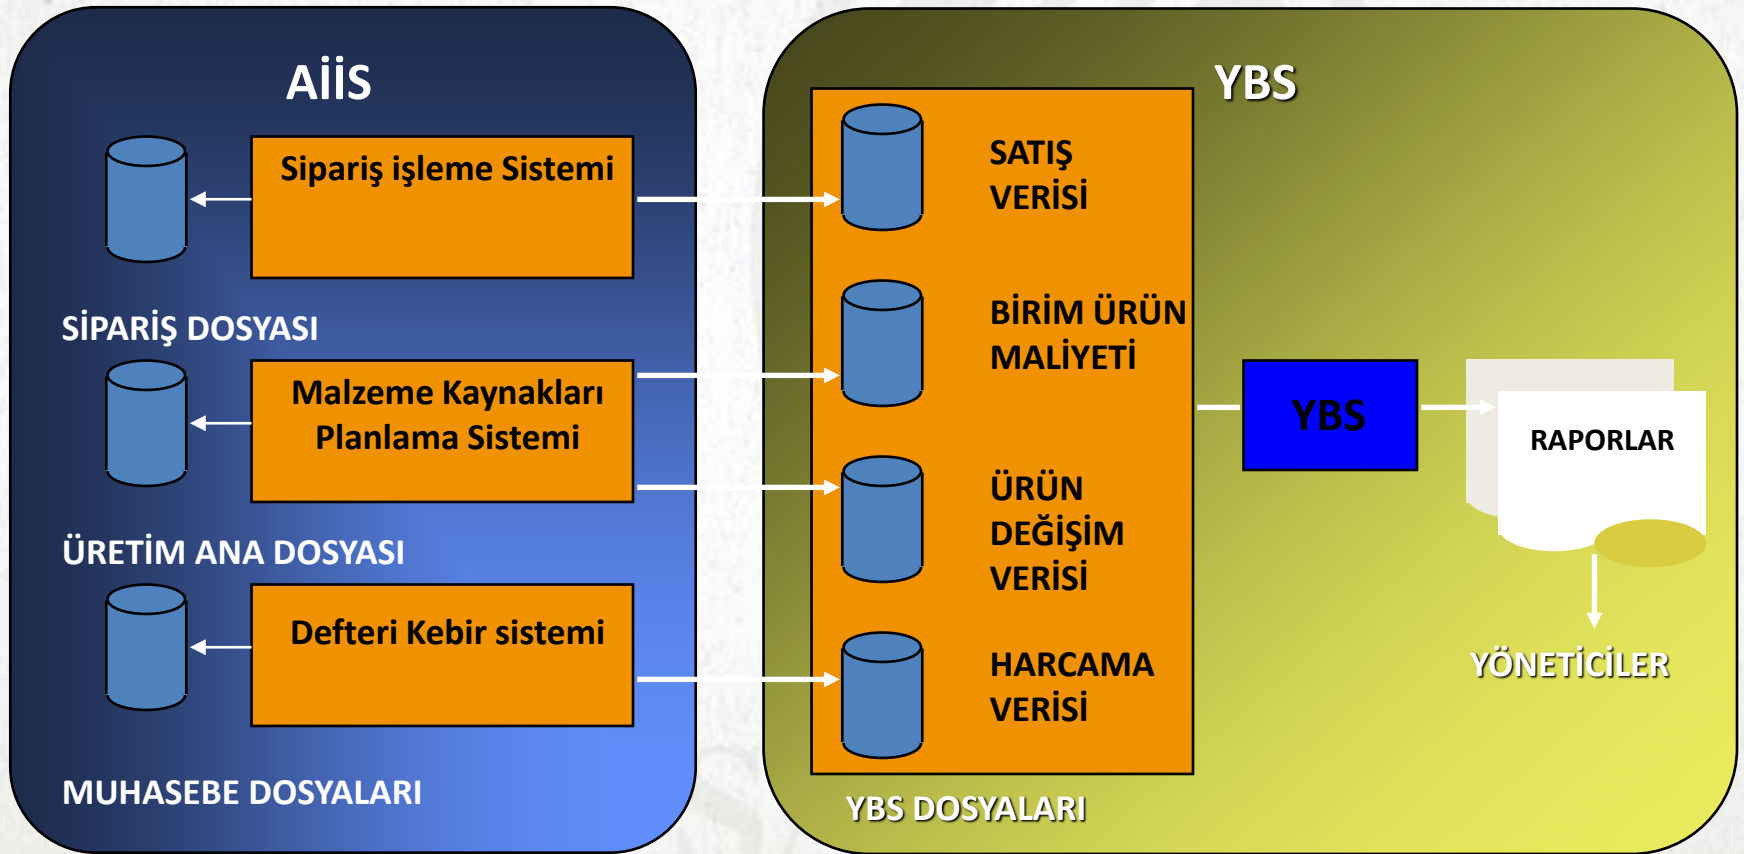 AİİS
Sipariş işleme Sistemi
SİPARİŞ DOSYASI
Malzeme Kaynakları
Planlama Sistemi
ÜRETİM ANA DOSYASI
Defteri Kebir sistemi
MUHASEBE DOSYALARI
YBS
SATIŞ
VERİSİ
BİRİM ÜRÜN
MALİYETİ
ÜRÜN
DEĞİŞİM
VERİSİ
HARCAMA
VERİSİ
YBS DOSYALARI
YBS
RAPORLAR
YÖNETİCİLER